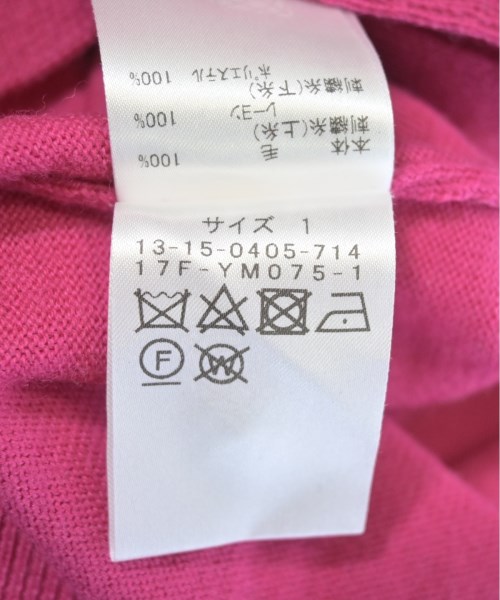 本体 毛 100%
刺繍糸(上糸)
レーヨン 100%
刺繍糸(下糸)
ポリエステル 100%
サイズ 1
13-15-0405-714
17F-YM075-1
F
W